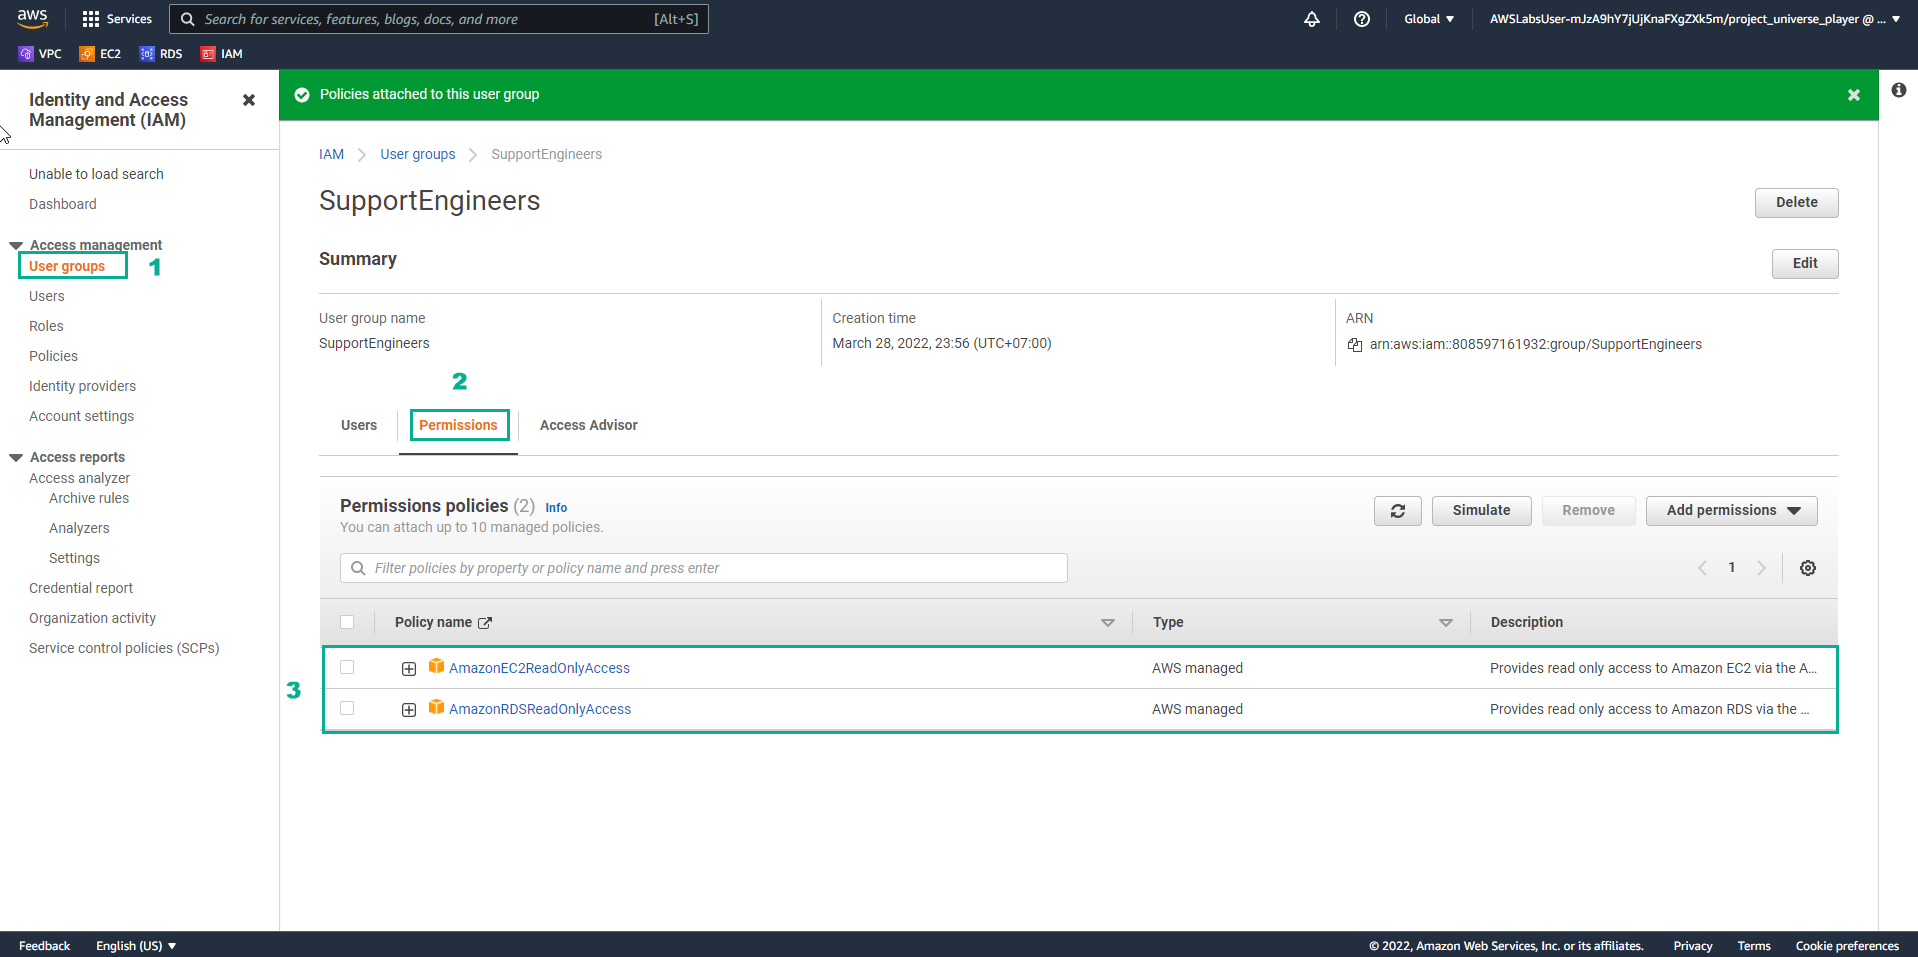 aws
Services
Search for services, features, blogs, docs, and more
[Alt+S]
Global
AWSLabsUser-mJzA9hY7jUjKnaFXgZXk5m/project_universe_player @ ...
VPC
EC2
RDS
IAM
Identity and Access
Management (IAM)
Unable to load search
Dashboard
Access management
User groups
1
Users
Roles
Policies
Identity providers
Account settings
Access reports
Access analyzer
Archive rules
Analyzers
Settings
Credential report
Organization activity
Service control policies (SCPs)
Policies attached to this user group
IAM
User groups
SupportEngineers
SupportEngineers
Delete
Summary
Edit
User group name
SupportEngineers
Creation time
March 28, 2022, 23:56 (UTC+07:00)
ARN
arn:aws:iam::808597161932:group/SupportEngineers
2
Users
Permissions
Access Advisor
Permissions policies (2) Info
You can attach up to 10 managed policies.
Simulate
Remove
Add permissions
Filter policies by property or policy name and press enter
1
Policy name
Type
Description
3
AmazonEC2ReadOnlyAccess
AWS managed
Provides read only access to Amazon EC2 via the A...
AmazonRDSReadOnlyAccess
AWS managed
Provides read only access to Amazon RDS via the ...
Feedback
English (US)
© 2022, Amazon Web Services, Inc. or its affiliates.
Privacy
Terms
Cookie preferences